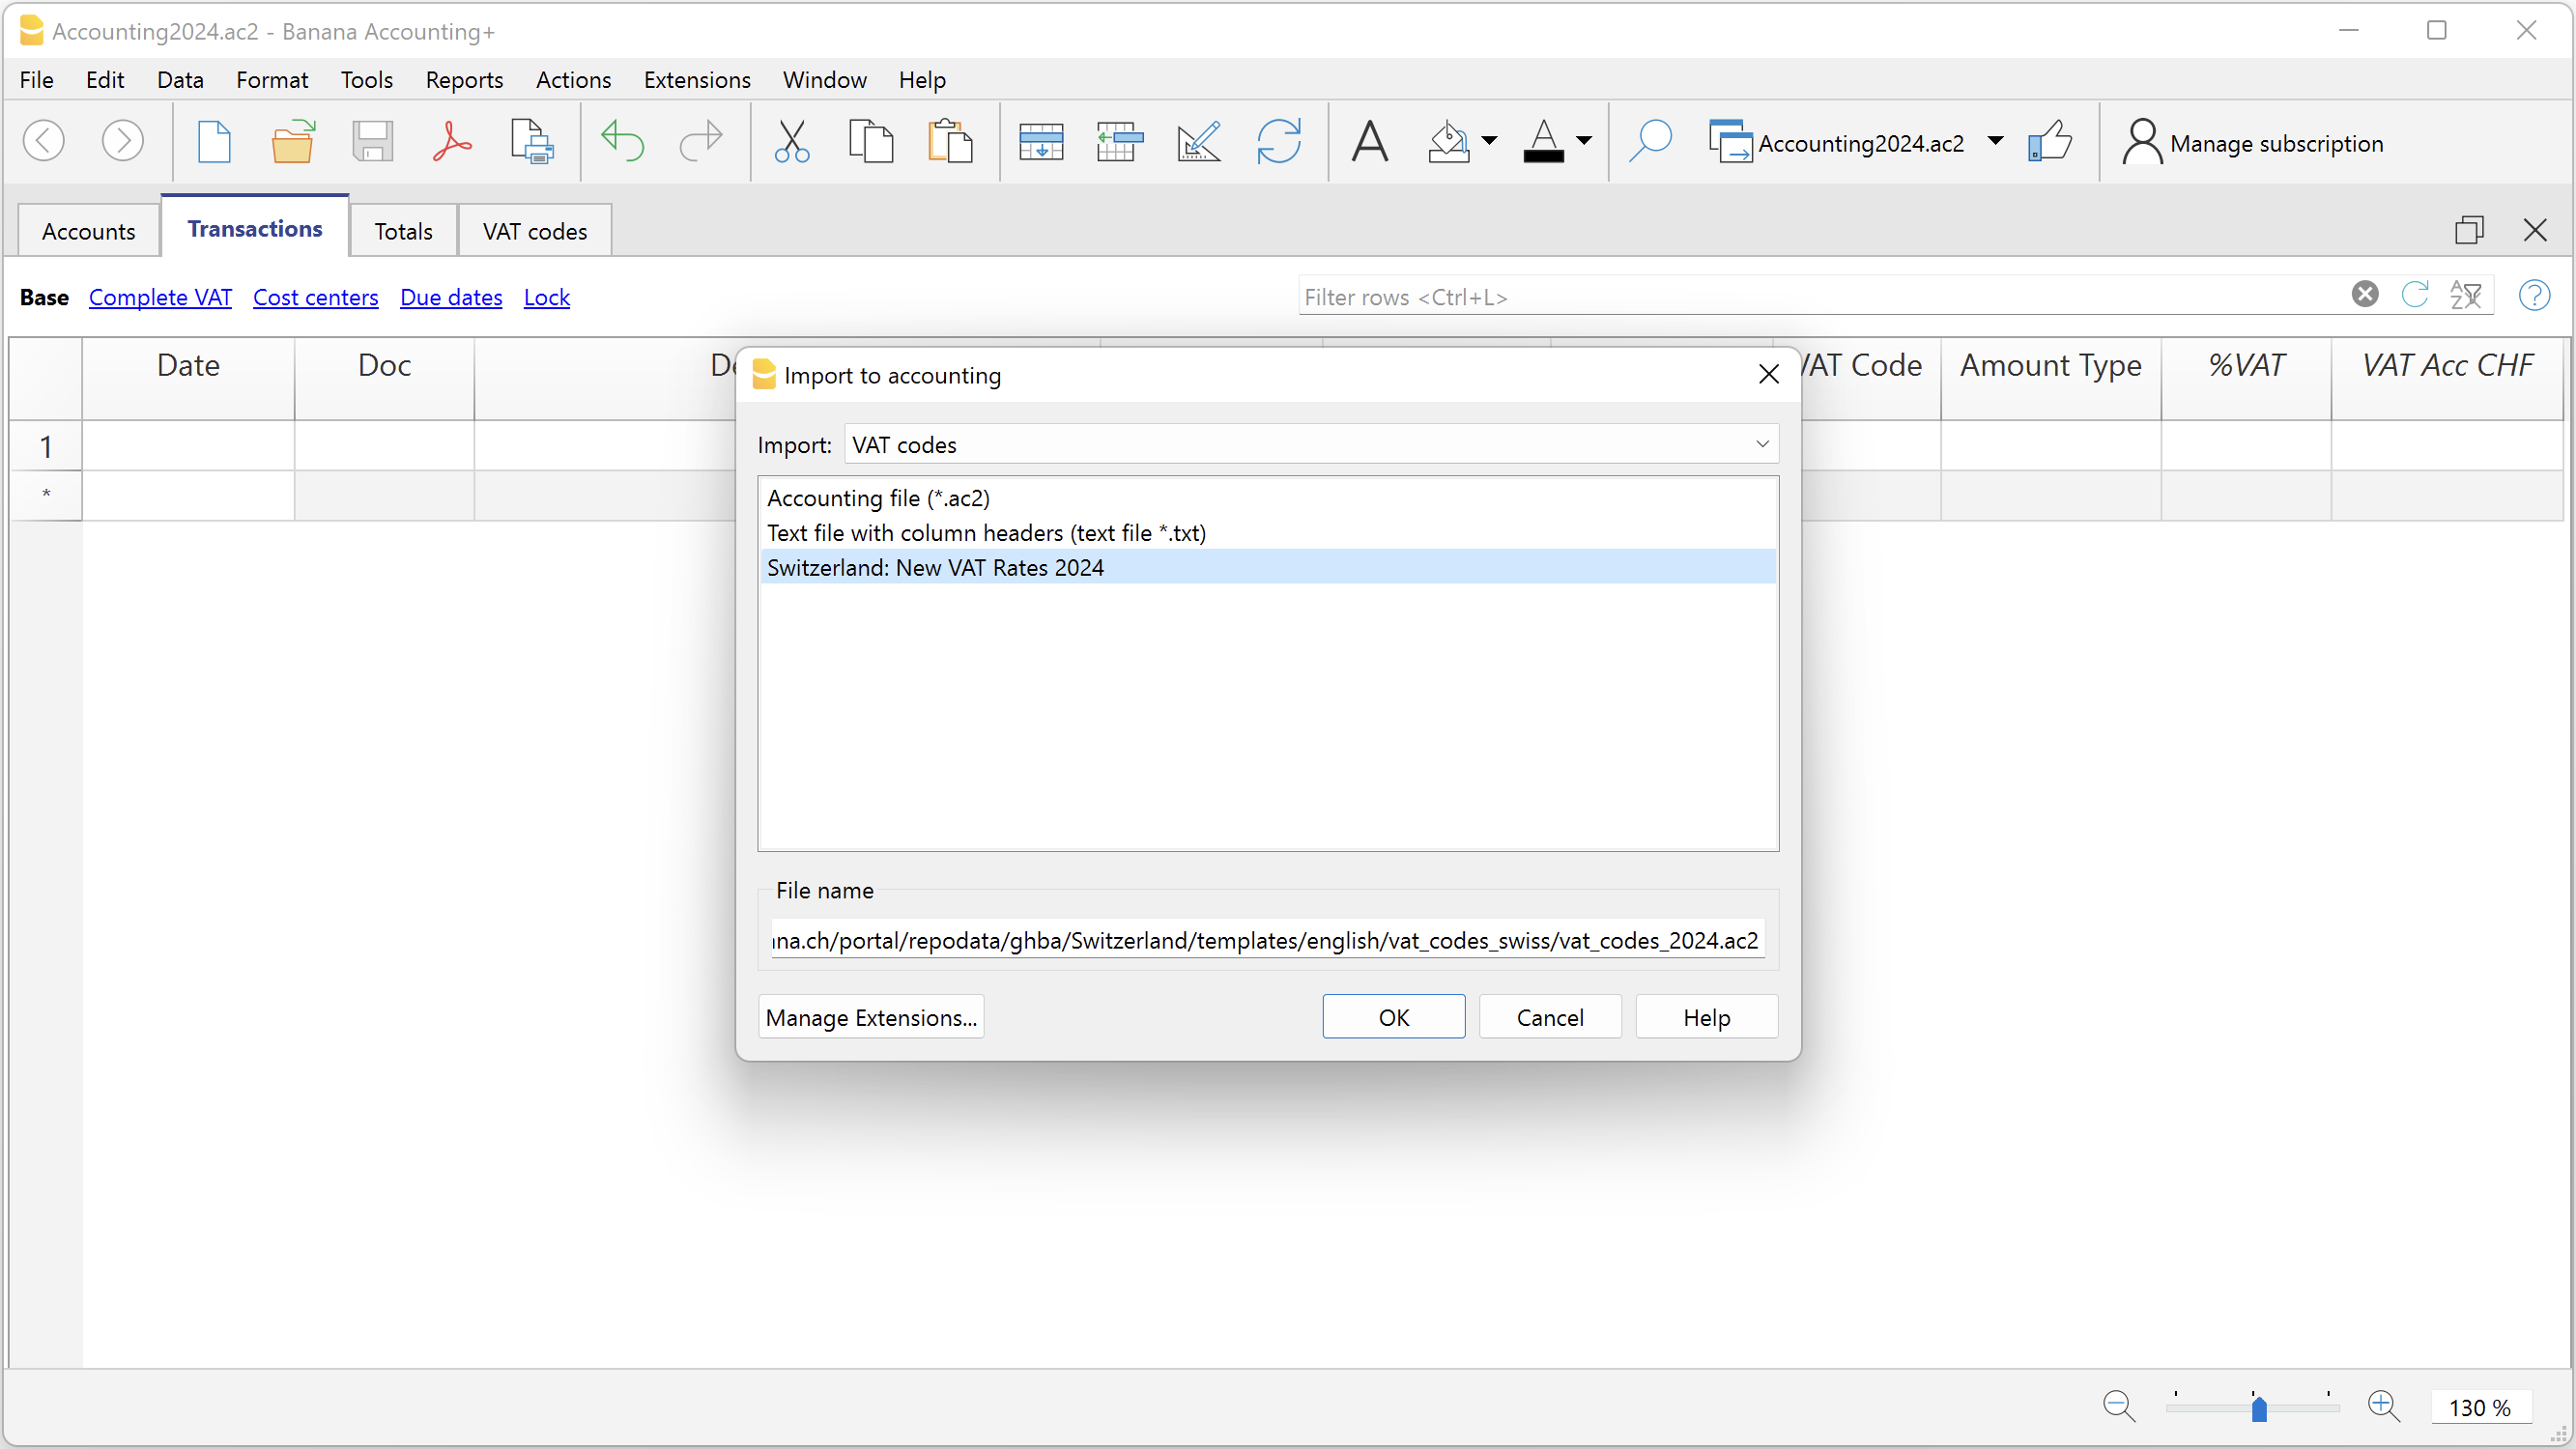 Accounting2024.ac2 - Banana Accounting+
File Edit Data Format Tools Reports Actions Extensions Window Help
Accounting2024.ac2 Manage subscription
Accounts Transactions Totals VAT codes
Base Complete VAT Cost centers Due dates Lock Filter rows <Ctrl+L>
Date Doc VAT Code Amount Type %VAT VAT Acc CHF
1
*
Import to accounting
Import: VAT codes
Accounting file (*.ac2)
Text file with column headers (text file *.txt)
Switzerland: New VAT Rates 2024
File name
na.ch/portal/repodata/ghba/Switzerland/templates/english/vat_codes_swiss/vat_codes_2024.ac2
Manage Extensions... OK Cancel Help
130 %